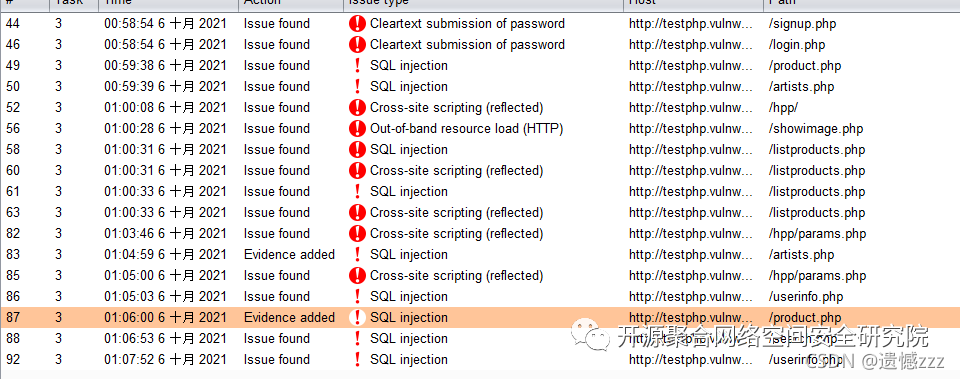 # Task Time Action Issue type Host Path
44 3 00:58:54 6 十月 2021 Issue found Cleartext submission of password http://testphp.vulnw… /signup.php
46 3 00:58:54 6 十月 2021 Issue found Cleartext submission of password http://testphp.vulnw… /login.php
49 3 00:59:38 6 十月 2021 Issue found SQL injection http://testphp.vulnw… /product.php
50 3 00:59:39 6 十月 2021 Issue found SQL injection http://testphp.vulnw… /artists.php
52 3 01:00:08 6 十月 2021 Issue found Cross-site scripting (reflected) http://testphp.vulnw… /hpp/
56 3 01:00:28 6 十月 2021 Issue found Out-of-band resource load (HTTP) http://testphp.vulnw… /showimage.php
58 3 01:00:31 6 十月 2021 Issue found SQL injection http://testphp.vulnw… /listproducts.php
60 3 01:00:31 6 十月 2021 Issue found Cross-site scripting (reflected) http://testphp.vulnw… /listproducts.php
61 3 01:00:33 6 十月 2021 Issue found SQL injection http://testphp.vulnw… /listproducts.php
63 3 01:00:33 6 十月 2021 Issue found Cross-site scripting (reflected) http://testphp.vulnw… /listproducts.php
82 3 01:03:46 6 十月 2021 Issue found Cross-site scripting (reflected) http://testphp.vulnw… /hpp/params.php
83 3 01:04:59 6 十月 2021 Evidence added SQL injection http://testphp.vulnw… /artists.php
85 3 01:05:00 6 十月 2021 Issue found Cross-site scripting (reflected) http://testphp.vulnw… /hpp/params.php
86 3 01:05:03 6 十月 2021 Issue found SQL injection http://testphp.vulnw… /userinfo.php
87 3 01:06:00 6 十月 2021 Evidence added SQL injection http://testphp.vulnw… /product.php
88 3 01:06:53 6 十月 2021 Issue found SQL injection http://testphp.vulnw… /search.php
92 3 01:07:52 6 十月 2021 Issue found SQL injection http://testphp.vulnw… /userinfo.php
开源聚合网络空间安全研究院
CSDN @遗憾zzz